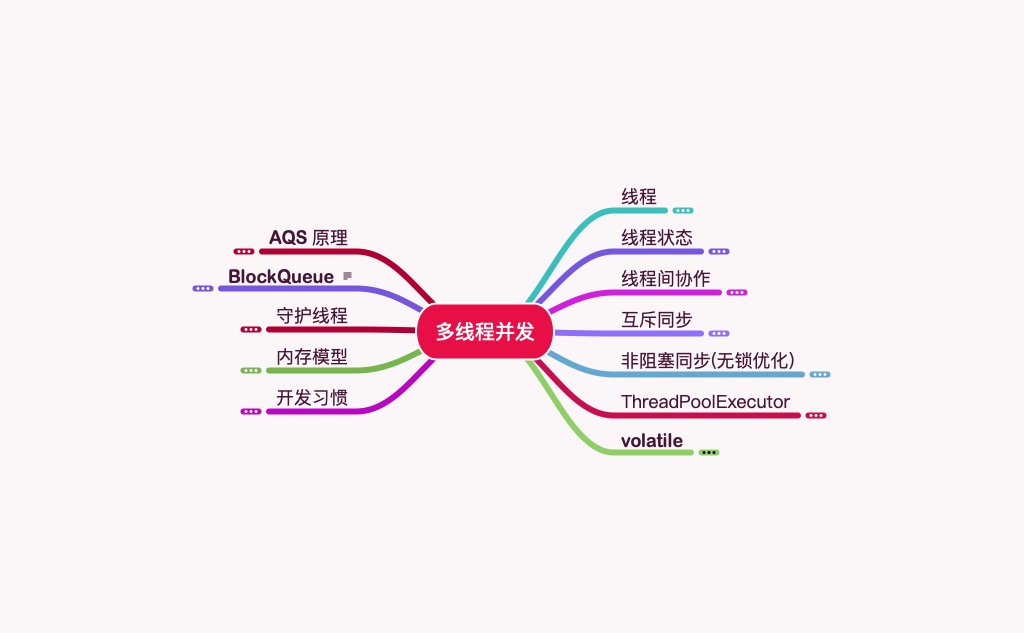 多线程并发
线程
线程状态
线程间协作
互斥同步
非阻塞同步(无锁优化)
ThreadPoolExecutor
volatile
AQS 原理
BlockQueue
守护线程
内存模型
开发习惯